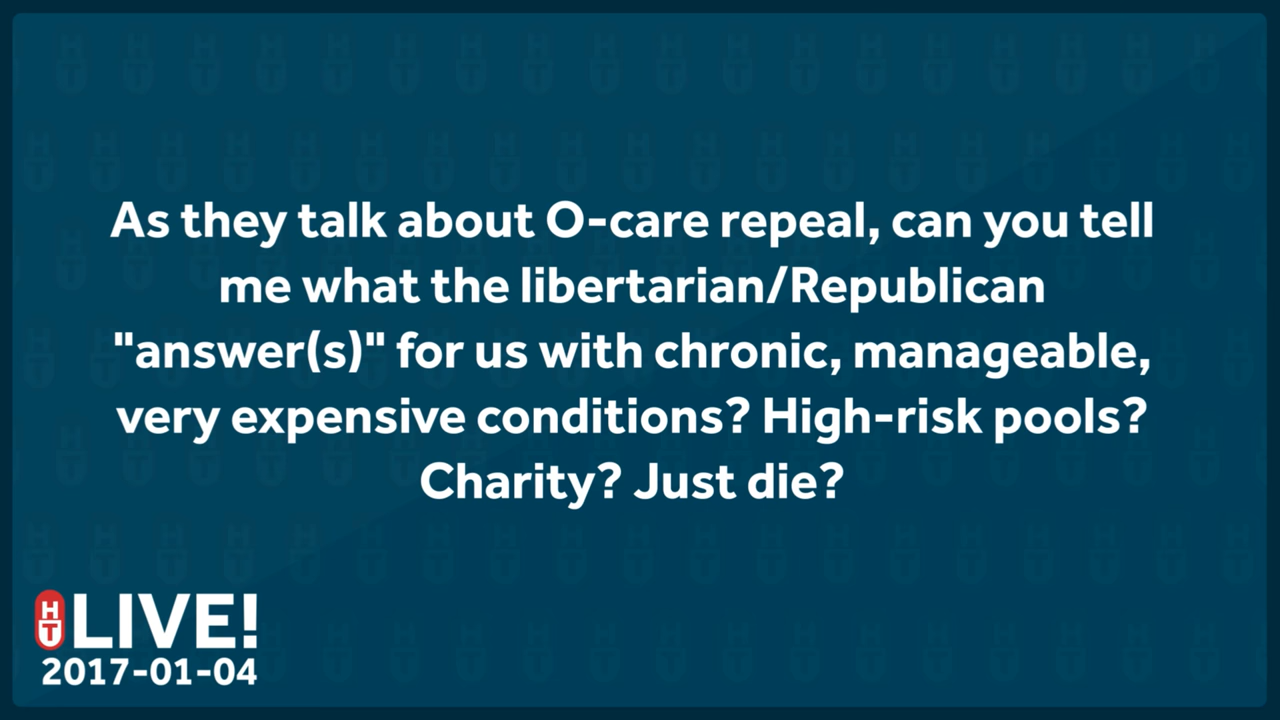 As they talk about O-care repeal, can you tell
me what the libertarian/Republican
"answer(s)" for us with chronic, manageable,
very expensive conditions? High-risk pools?
Charity? Just die?
HT LIVE!
2017-01-04